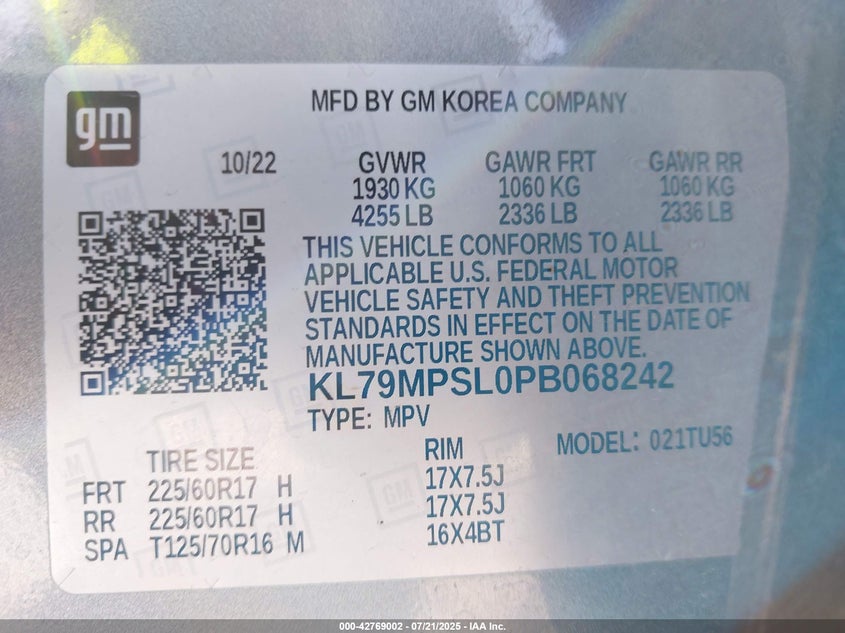 gm
MFD BY GM KOREA COMPANY
10/22 GVWR GAWR FRT GAWR RR
1930 KG 1060 KG 1060 KG
4255 LB 2336 LB 2336 LB
THIS VEHICLE CONFORMS TO ALL
APPLICABLE U.S. FEDERAL MOTOR
VEHICLE SAFETY AND THEFT PREVENTION
STANDARDS IN EFFECT ON THE DATE OF
MANUFACTURE SHOWN ABOVE.
KL79MPSL0PB068242
TYPE: MPV
MODEL: 021TU56
TIRE SIZE RIM
FRT 225/60R17 H 17X7.5J
RR 225/60R17 H 17X7.5J
SPA T125/70R16 M 16X4BT
000-42769002 - 07/21/2025 - IAA Inc.